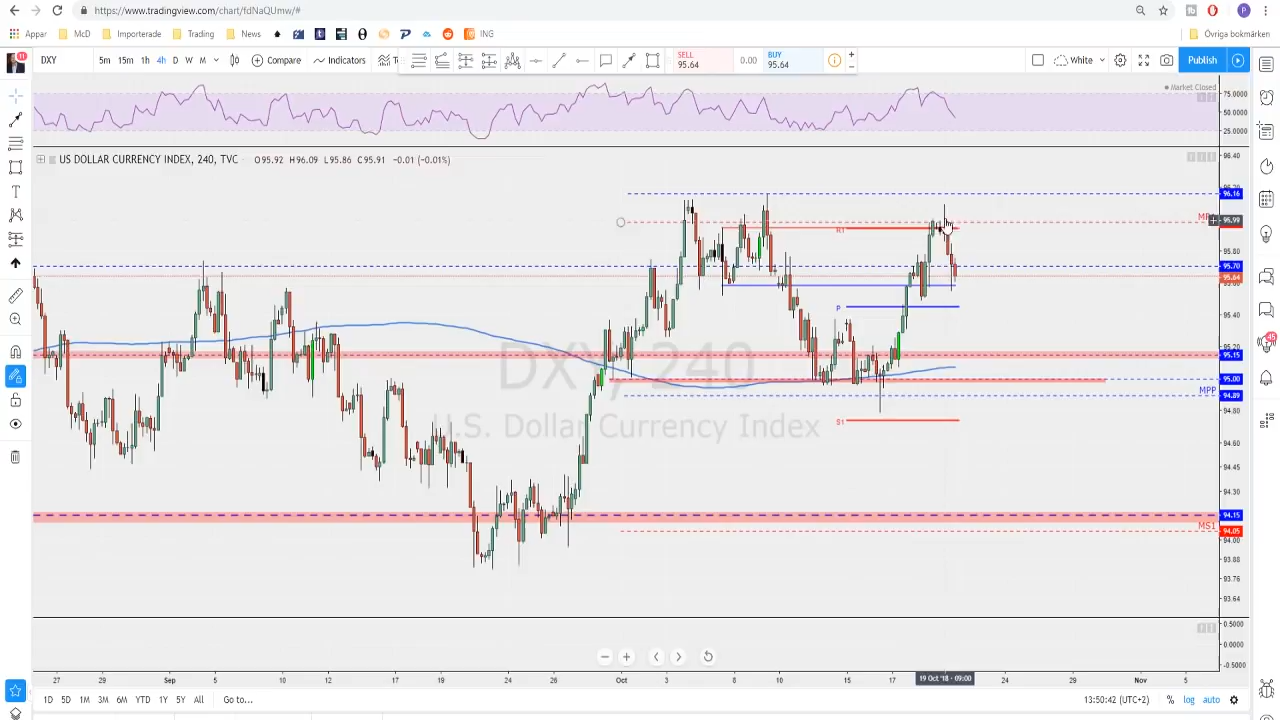 https://www.tradingview.com/chart/fdNaQUmw/#
Appar McD Importerade Trading News ING Övriga bokmärken
11 DXY 5m 15m 1h 4h D W M Compare Indicators SELL 95.64 0.00 BUY 95.64 White Publish
Market Closed
75.0000
50.0000
25.0000
US DOLLAR CURRENCY INDEX, 240, TVC O95.92 H96.09 L95.86 C95.91 −0.01 (−0.01%)
96.40
96.16
95.99
R1
95.80
95.70
95.64
P
95.40
95.15
95.00
MPP 94.89
94.80
S1
94.60
94.45
94.30
94.15
MS1 94.05
94.00
93.88
93.76
93.64
DXY, 240
U.S. Dollar Currency Index
0.5000
0.0000
-0.5000
27 29 Sep 5 10 12 17 19 24 26 Oct 3 8 10 15 17 19 Oct '18 - 09:00 24 29 Nov 5
1D 5D 1M 3M 6M YTD 1Y 5Y All Go to... 13:50:42 (UTC+2) % log auto